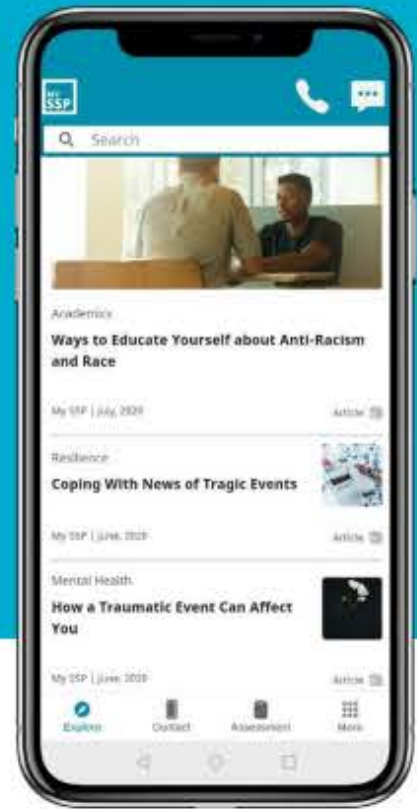 MY
SSP
Search
Academics
Ways to Educate Yourself about Anti-Racism
and Race
My SSP | July, 2020
Article
Resilience
Coping With News of Tragic Events
My SSP | June, 2020
Article
Mental Health
How a Traumatic Event Can Affect
You
My SSP | June, 2020
Article
Explore
Contact
Assessment
More